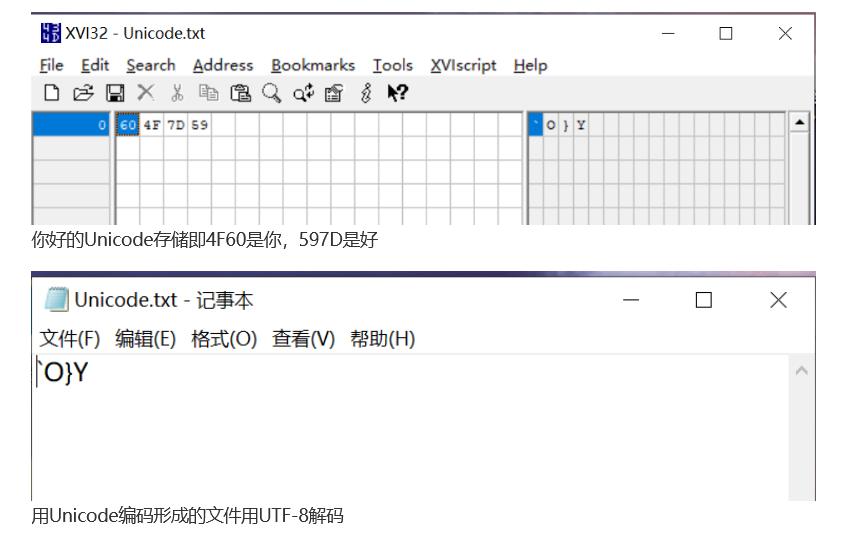 XVI32 - Unicode.txt
File Edit Search Address Bookmarks Tools XVIscript Help
0 60 4F 7D 59 ` O } Y
你好的Unicode存储即4F60是你，597D是好
Unicode.txt - 记事本
文件(F) 编辑(E) 格式(O) 查看(V) 帮助(H)
`O}Y
用Unicode编码形成的文件用UTF-8解码